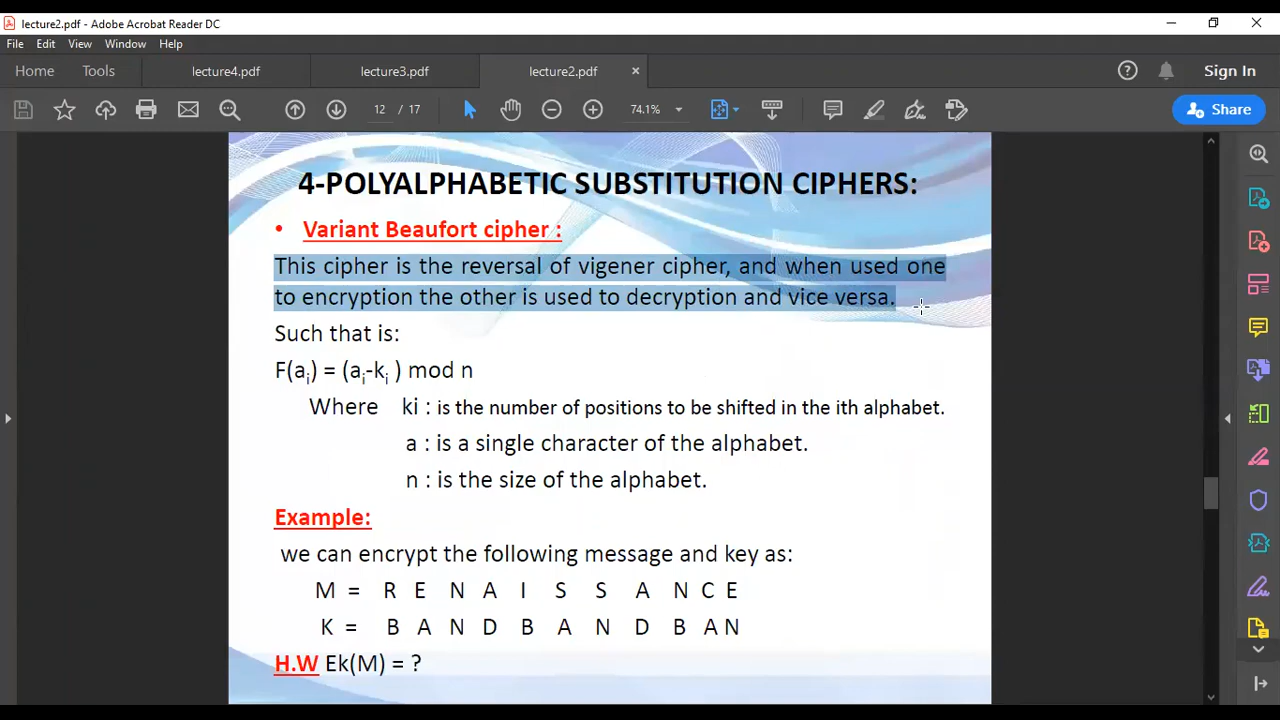 lecture2.pdf - Adobe Acrobat Reader DC
File Edit View Window Help
Home Tools lecture4.pdf lecture3.pdf lecture2.pdf × Sign In
12 / 17 74.1% Share
4-POLYALPHABETIC SUBSTITUTION CIPHERS:
• Variant Beaufort cipher :
This cipher is the reversal of vigener cipher, and when used one
to encryption the other is used to decryption and vice versa.
Such that is:
F(ai) = (ai-ki ) mod n
Where ki : is the number of positions to be shifted in the ith alphabet.
a : is a single character of the alphabet.
n : is the size of the alphabet.
Example:
we can encrypt the following message and key as:
M = R E N A I S S A N C E
K = B A N D B A N D B A N
H.W Ek(M) = ?